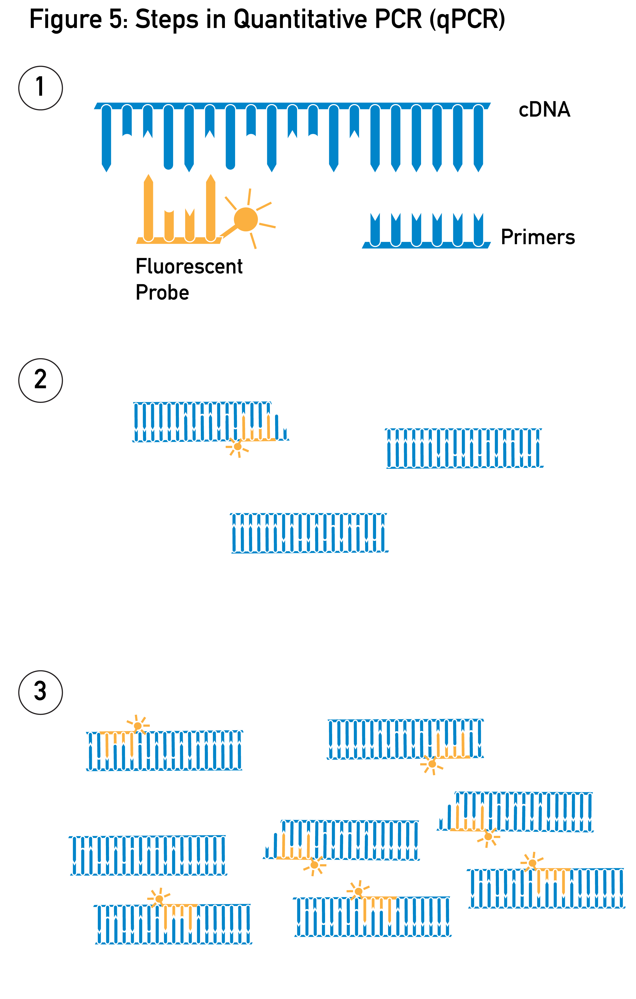 Figure 5: Steps in Quantitative PCR (qPCR)
1
cDNA
Primers
Fluorescent
Probe
2
3